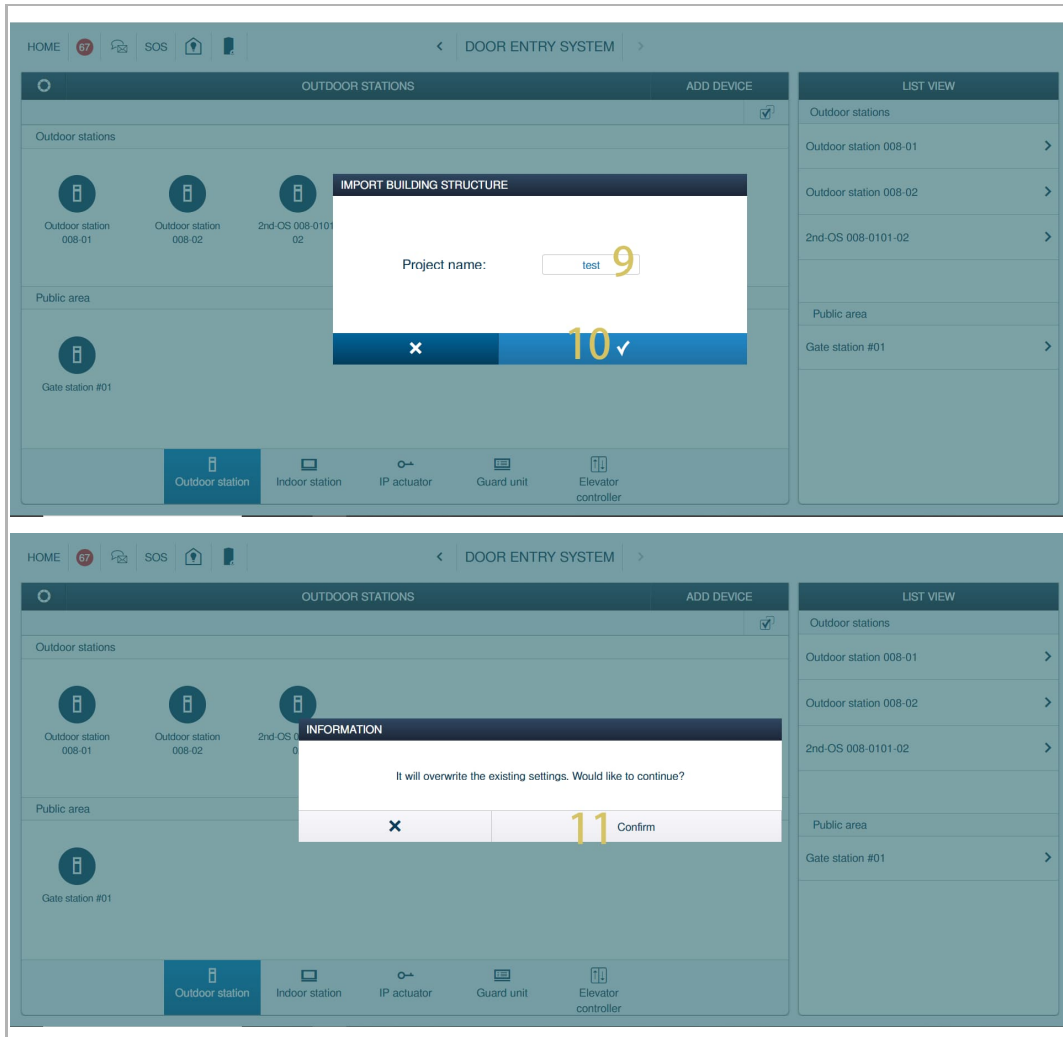 HOME 67 SOS DOOR ENTRY SYSTEM
OUTDOOR STATIONS ADD DEVICE LIST VIEW
Outdoor stations
Outdoor stations
Outdoor station 008-01
IMPORT BUILDING STRUCTURE
Outdoor station 008-02
Outdoor station
008-01
Outdoor station
008-02
2nd-OS 008-0101
02
2nd-OS 008-0101-02
Project name: test 9
Public area
Public area
10
Gate station #01
Gate station #01
Outdoor station Indoor station IP actuator Guard unit Elevator
controller
HOME 67 SOS DOOR ENTRY SYSTEM
OUTDOOR STATIONS ADD DEVICE LIST VIEW
Outdoor stations
Outdoor stations
Outdoor station 008-01
Outdoor station 008-02
Outdoor station
008-01
Outdoor station
008-02
2nd-OS 0
0
INFORMATION
2nd-OS 008-0101-02
It will overwrite the existing settings. Would like to continue?
Public area
11 Confirm
Public area
Gate station #01
Gate station #01
Outdoor station Indoor station IP actuator Guard unit Elevator
controller